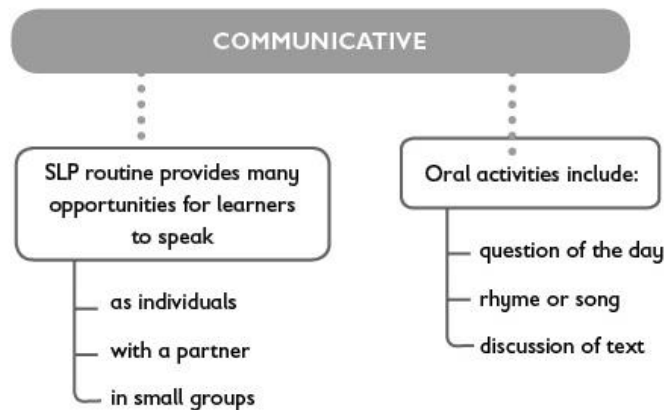 COMMUNICATIVE
SLP routine provides many
opportunities for learners
to speak
as individuals
with a partner
in small groups
Oral activities include:
question of the day
rhyme or song
discussion of text